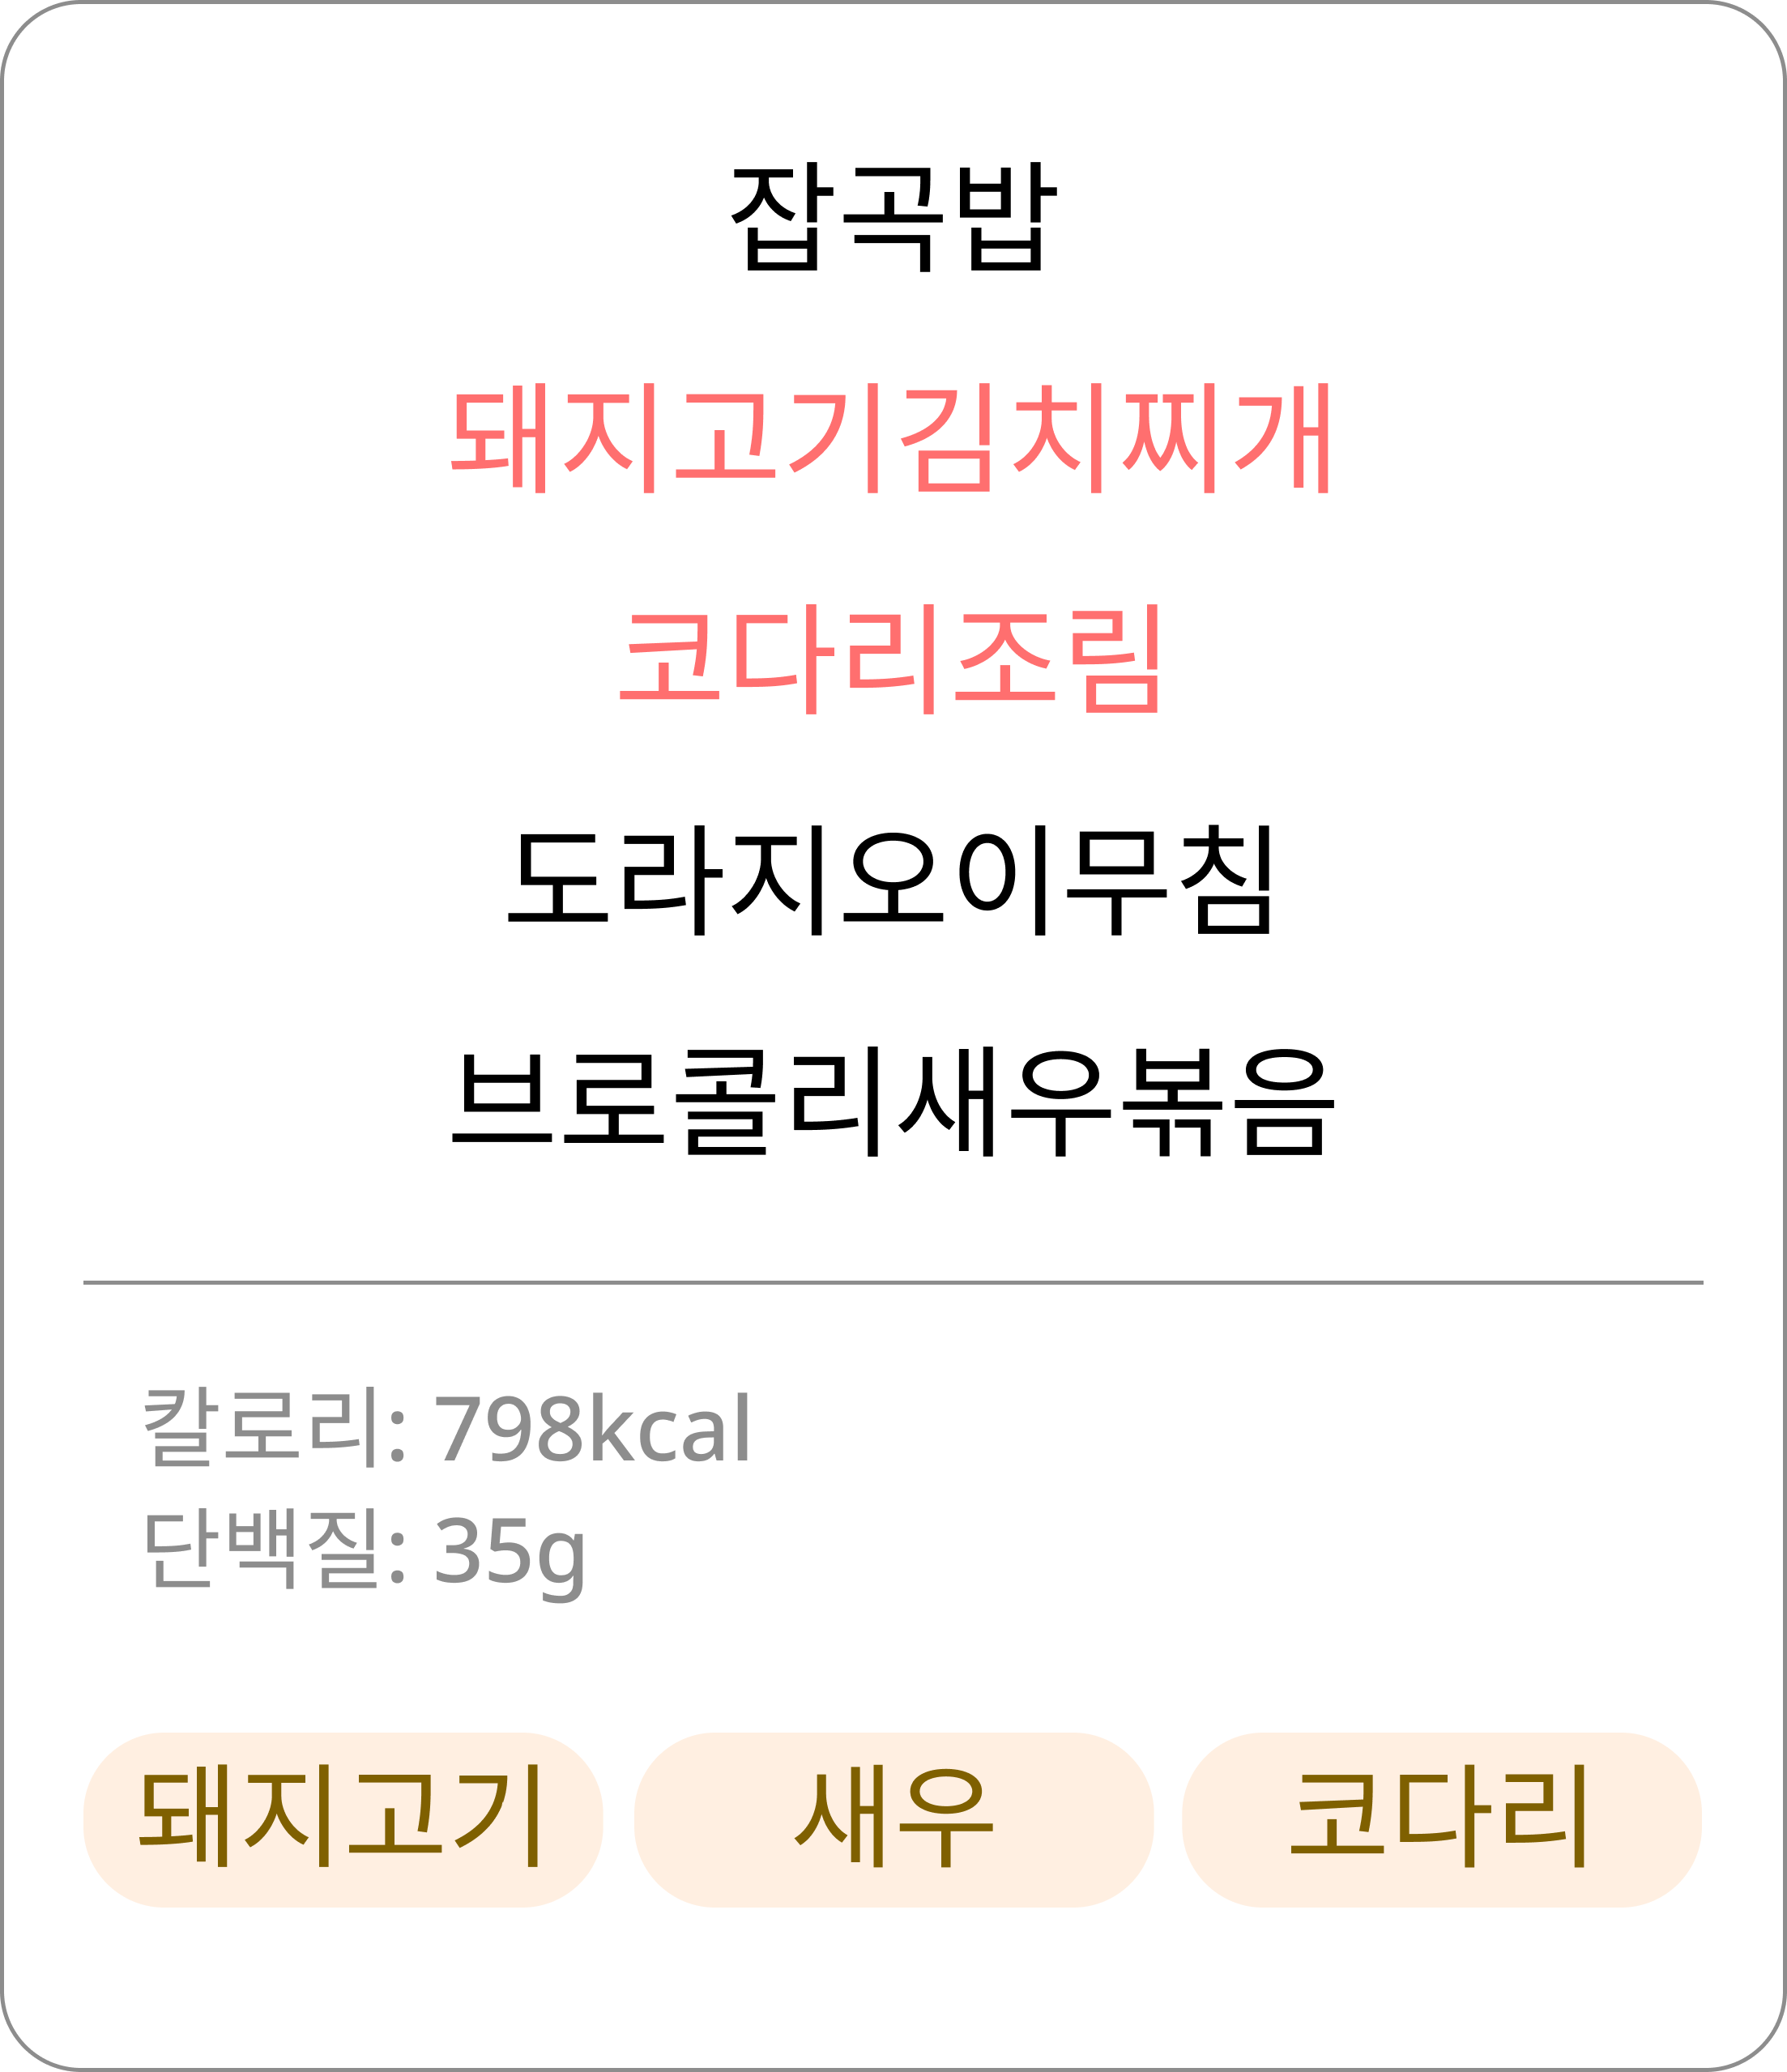 잡곡밥
돼지고기김치찌개
코다리조림
도라지오이무침
브로콜리새우볶음
칼로리: 798kcal
단백질: 35g
돼지고기 새우 코다리